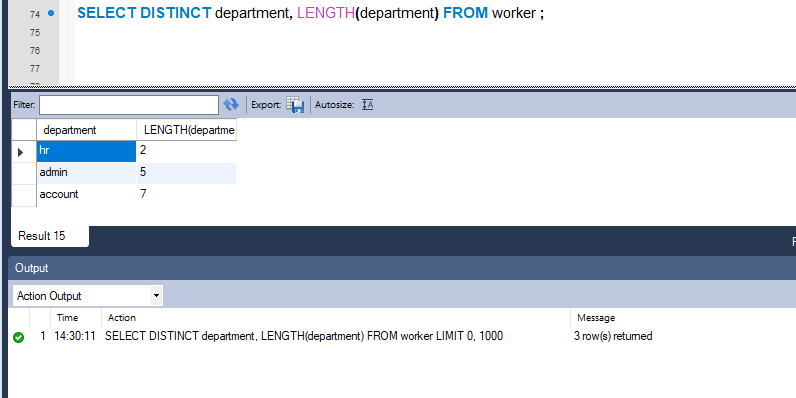 74 SELECT DISTINCT department, LENGTH(department) FROM worker ;
75
76
77
Filter: Export: Autosize:
department LENGTH(departme
hr 2
admin 5
account 7
Result 15
Output
Action Output
Time Action Message
1 14:30:11 SELECT DISTINCT department, LENGTH(department) FROM worker LIMIT 0, 1000 3 row(s) returned